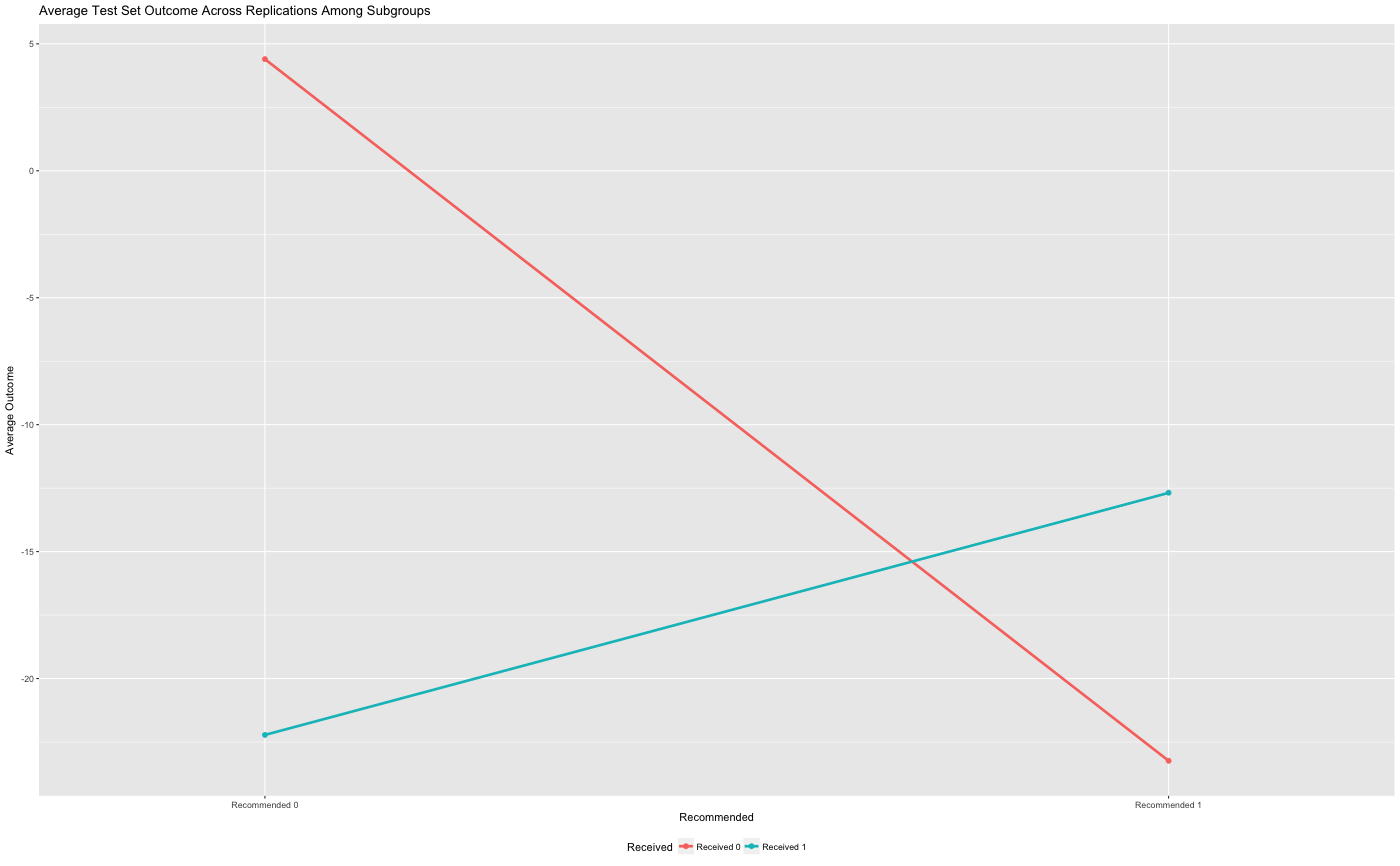 Average Test Set Outcome Across Replications Among Subgroups
5
0
-5
-10
-15
-20
Average Outcome
Recommended 0
Recommended 1
Recommended
Received
Received 0
Received 1